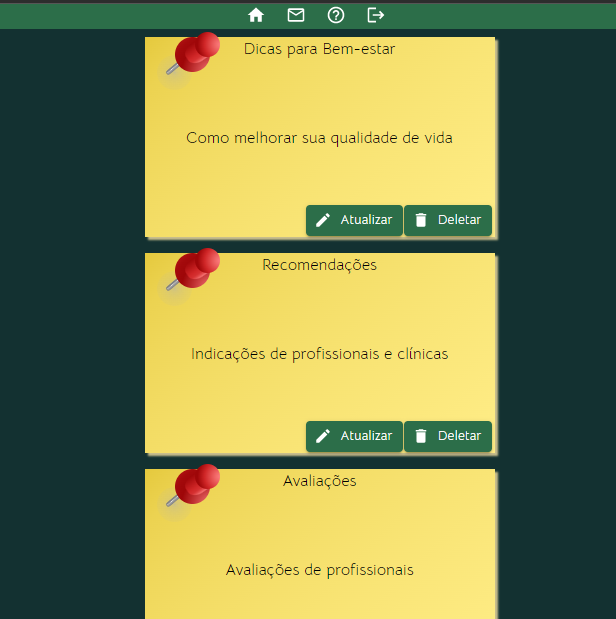 Dicas para Bem-estar
Como melhorar sua qualidade de vida
Atualizar Deletar
Recomendações
Indicações de profissionais e clínicas
Atualizar Deletar
Avaliações
Avaliações de profissionais